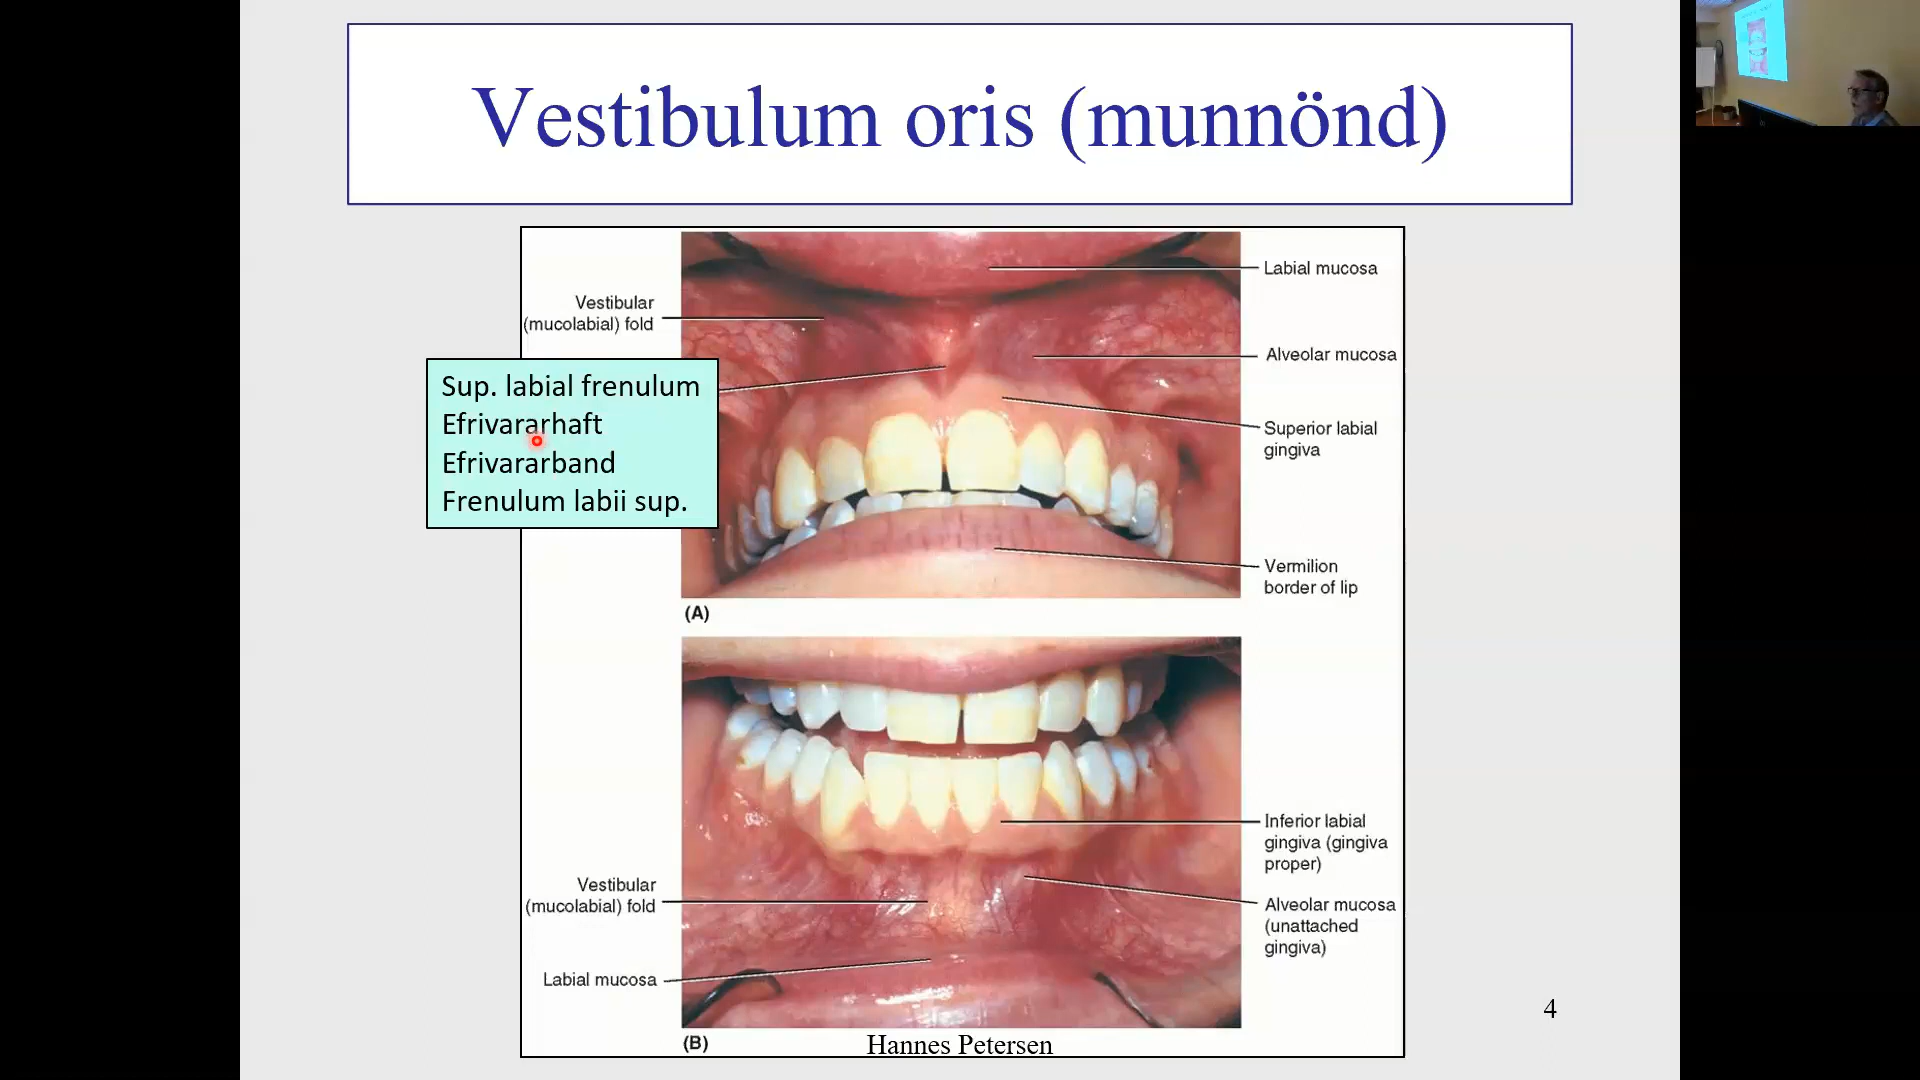 Vestibulum oris (munnönd)
Vestibular
(mucolabial) fold
Sup. labial frenulum
Efrivararhaft
Efrivararband
Frenulum labii sup.
Labial mucosa
Alveolar mucosa
Superior labial
gingiva
Vermilion
border of lip
(A)
Vestibular
(mucolabial) fold
Labial mucosa
Inferior labial
gingiva (gingiva
proper)
Alveolar mucosa
(unattached
gingiva)
(B)
Hannes Petersen
4